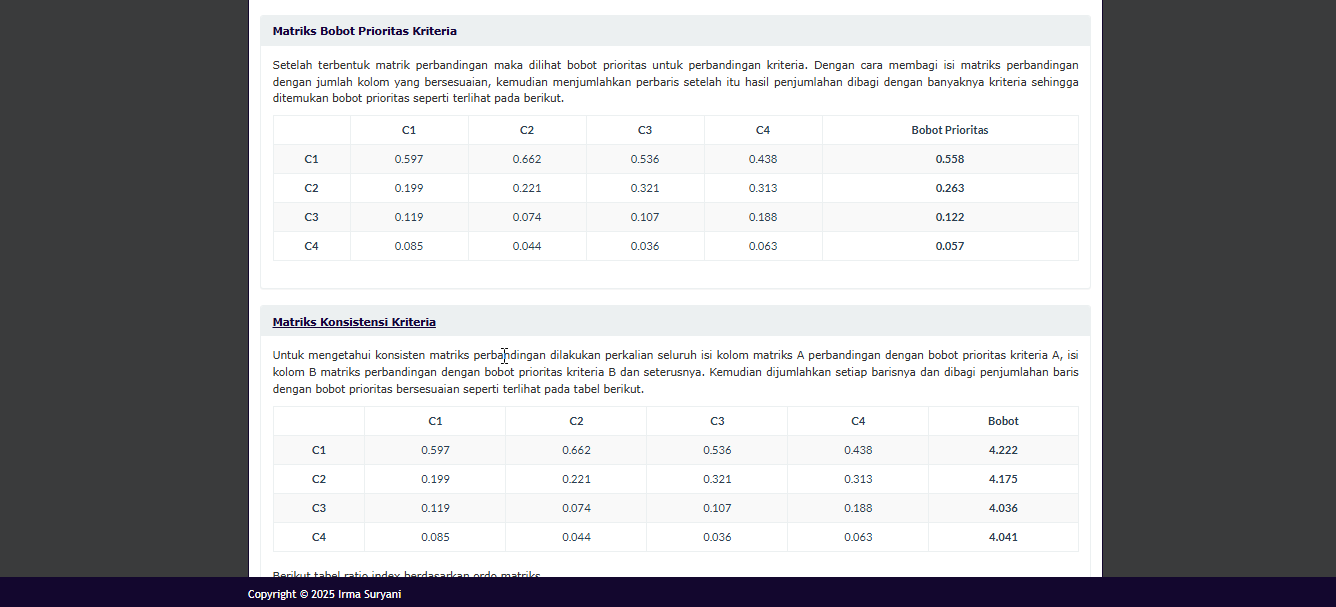 Matriks Bobot Prioritas Kriteria
Setelah terbentuk matrik perbandingan maka dilihat bobot prioritas untuk perbandingan kriteria. Dengan cara membagi isi matriks perbandingan
dengan jumlah kolom yang bersesuaian, kemudian menjumlahkan perbaris setelah itu hasil penjumlahan dibagi dengan banyaknya kriteria sehingga
ditemukan bobot prioritas seperti terlihat pada berikut.
C1 C2 C3 C4 Bobot Prioritas
C1 0.597 0.662 0.536 0.438 0.558
C2 0.199 0.221 0.321 0.313 0.263
C3 0.119 0.074 0.107 0.188 0.122
C4 0.085 0.044 0.036 0.063 0.057
Matriks Konsistensi Kriteria
Untuk mengetahui konsisten matriks perbandingan dilakukan perkalian seluruh isi kolom matriks A perbandingan dengan bobot prioritas kriteria A, isi
kolom B matriks perbandingan dengan bobot prioritas kriteria B dan seterusnya. Kemudian dijumlahkan setiap barisnya dan dibagi penjumlahan baris
dengan bobot prioritas bersesuaian seperti terlihat pada tabel berikut.
C1 C2 C3 C4 Bobot
C1 0.597 0.662 0.536 0.438 4.222
C2 0.199 0.221 0.321 0.313 4.175
C3 0.119 0.074 0.107 0.188 4.036
C4 0.085 0.044 0.036 0.063 4.041
Berikut tabel ratio index berdasarkan ordo matriks.
Copyright © 2025 Irma Suryani